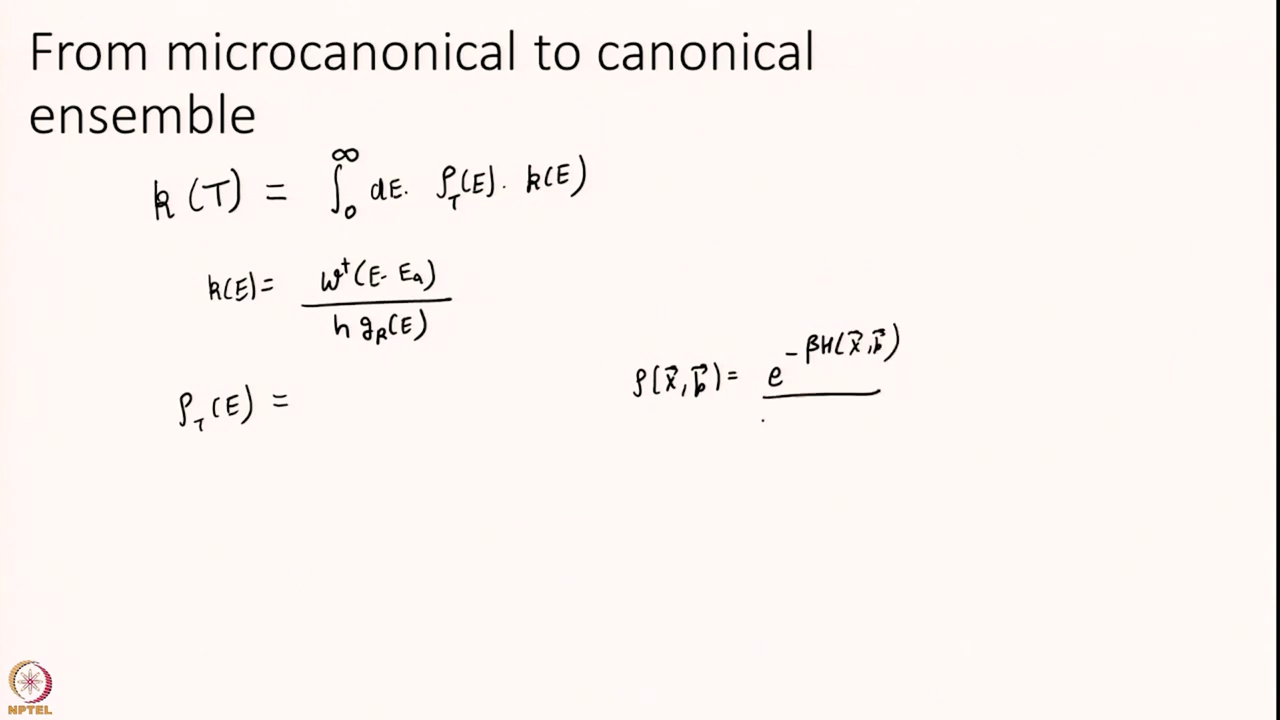 From microcanonical to canonical
ensemble
k (T) = ∫₀^∞ dE. ρ_T(E). k(E)
k(E) = W^†(E - E_a) / h g_R(E)
ρ_T(E) =
ρ(x⃗, p⃗) = e^{-βH(x⃗, p⃗)}
NPTEL